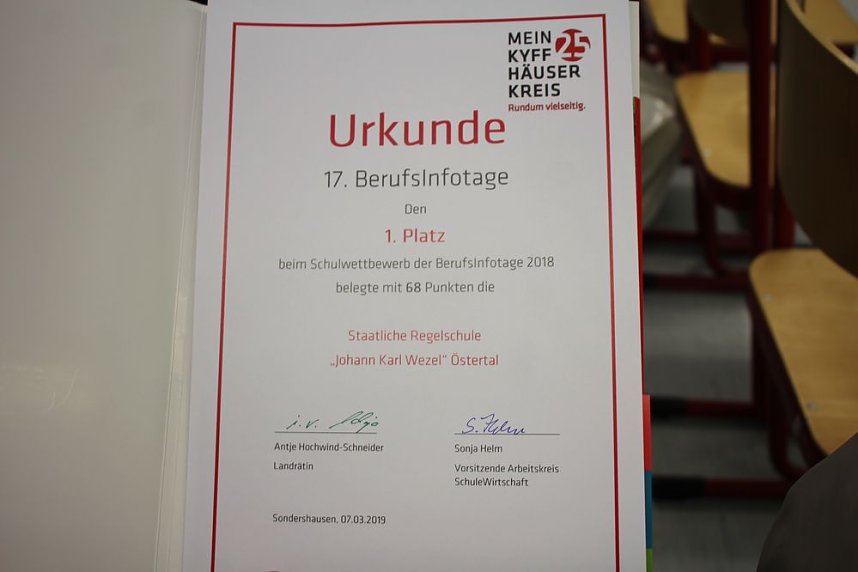 MEIN 25
KYFF
HÄUSER
KREIS
Rundum vielseitig.
Urkunde
17. BerufsInfotage
Den
1. Platz
beim Schulwettbewerb der BerufsInfotage 2018
belegte mit 68 Punkten die
Staatliche Regelschule
„Johann Karl Wezel“ Östertal
i.V.
S. Helm
Antje Hochwind-Schneider
Sonja Helm
Landrätin
Vorsitzende Arbeitskreis
SchuleWirtschaft
Sondershausen, 07.03.2019